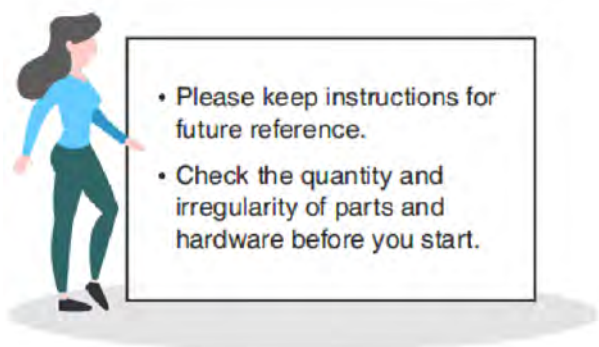 • Please keep instructions for
future reference.
• Check the quantity and
irregularity of parts and
hardware before you start.